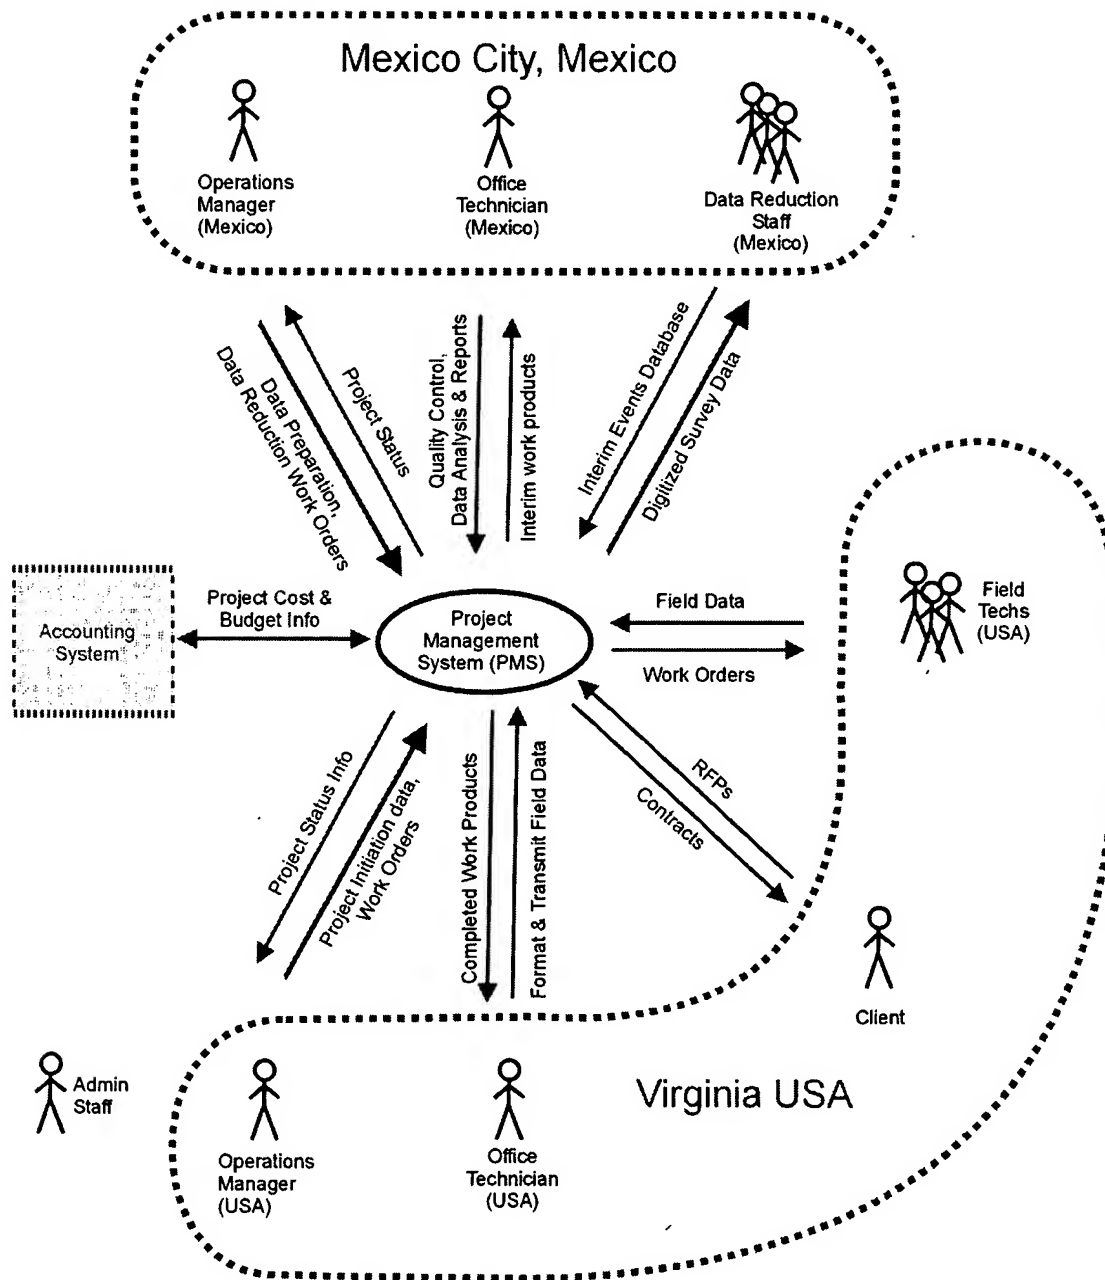 Mexico City, Mexico
Operations
Manager
(Mexico)
Office
Technician
(Mexico)
Data Reduction
Staff
(Mexico)
Data Preparation,
Data Reduction Work Orders
Project Status
Quality Control,
Data Analysis & Reports
Interim work products
Interim Events Database
Digitized Survey Data
Accounting
System
Project Cost &
Budget Info
Project
Management
System (PMS)
Field Data
Work Orders
Field
Techs
(USA)
Project Status Info
Project Initiation data,
Work Orders
Completed Work Products
Format & Transmit Field Data
RFPs
Contracts
Client
Admin
Staff
Operations
Manager
(USA)
Office
Technician
(USA)
Virginia USA